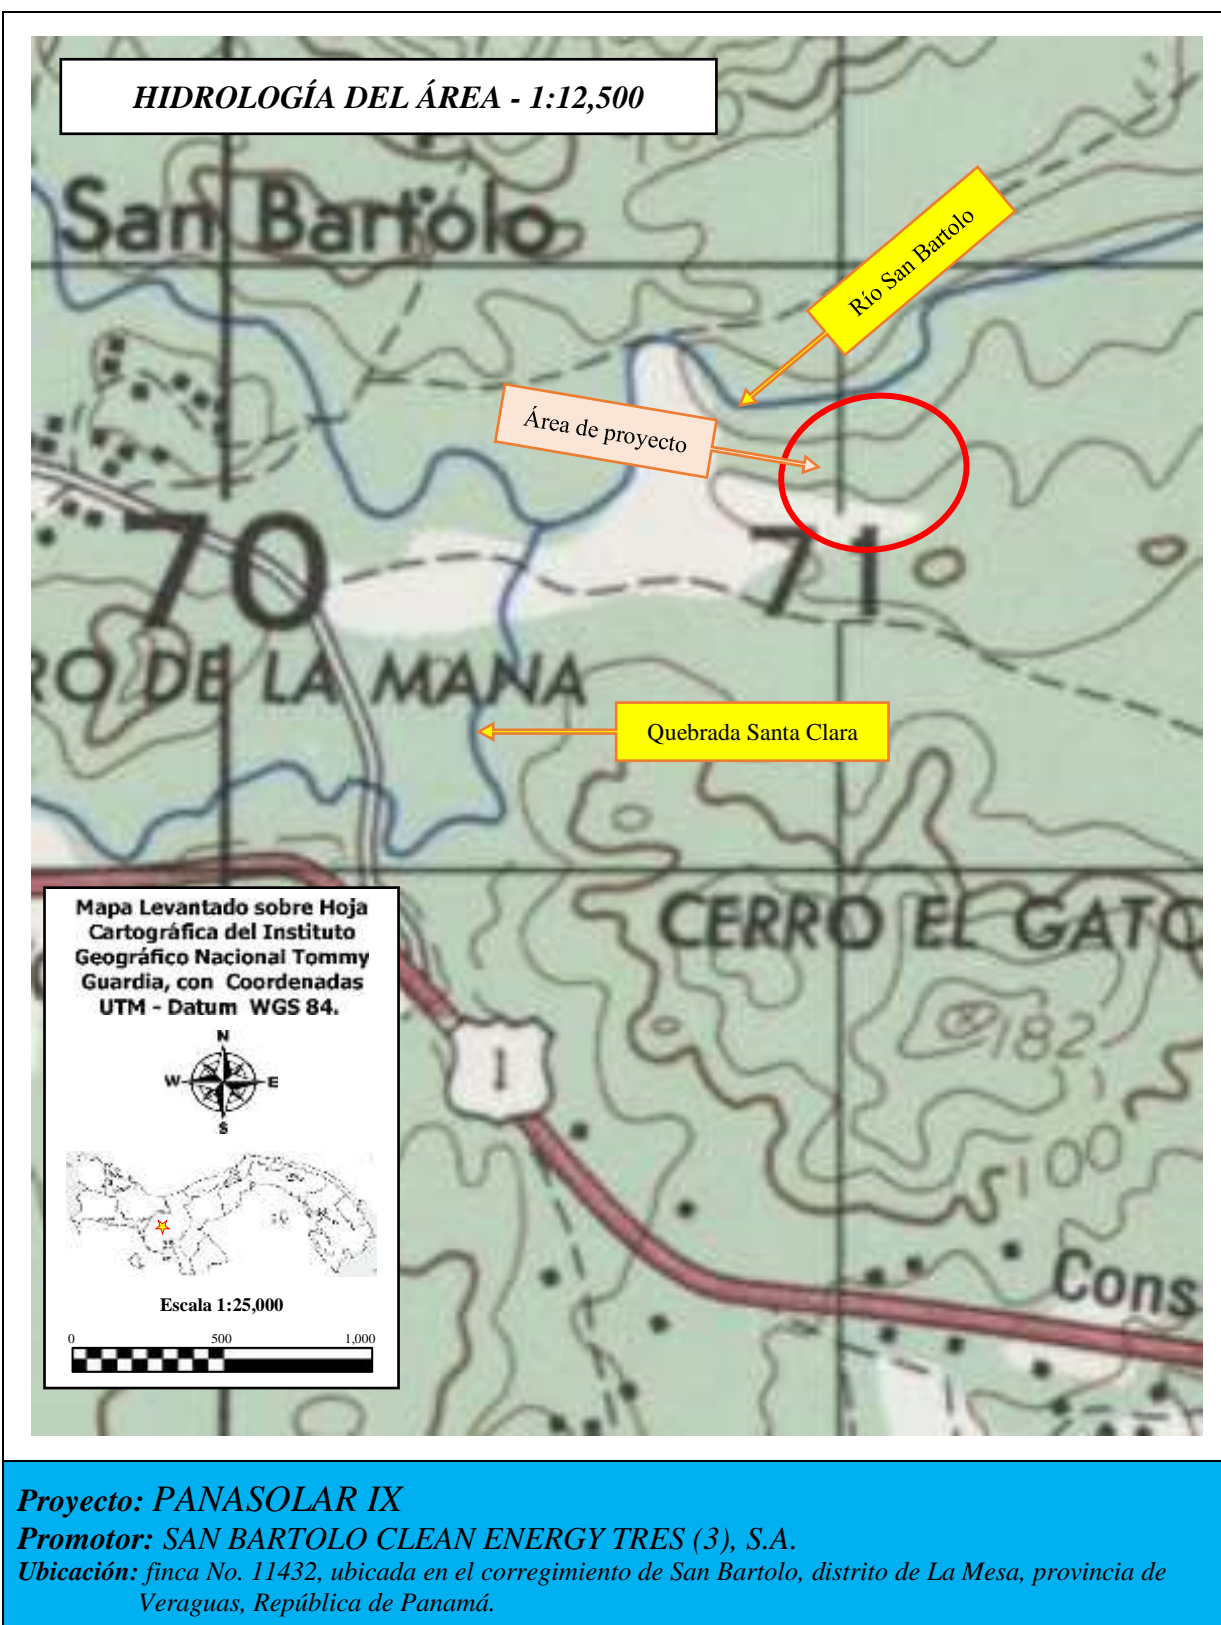 HIDROLOGÍA DEL ÁREA - 1:12,500
San Bartolo
Río San Bartolo
Área de proyecto
70
71
RO DE LA MANA
Quebrada Santa Clara
CERRO EL GATO
Mapa Levantado sobre Hoja
Cartográfica del Instituto
Geográfico Nacional Tommy
Guardia, con Coordenadas
UTM - Datum WGS 84.
N
W
E
S
1
182
100
Cons
Escala 1:25,000
0 500 1,000
Proyecto: PANASOLAR IX
Promotor: SAN BARTOLO CLEAN ENERGY TRES (3), S.A.
Ubicación: finca No. 11432, ubicada en el corregimiento de San Bartolo, distrito de La Mesa, provincia de
Veraguas, República de Panamá.